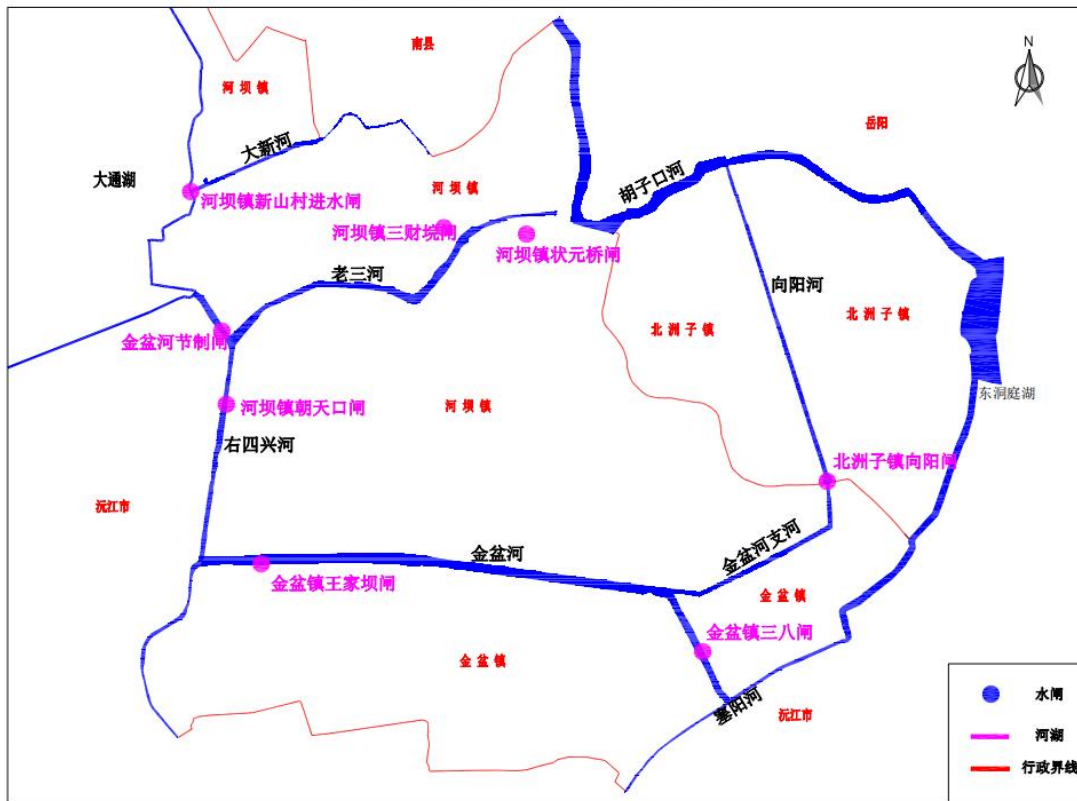 南县
N
河坝镇
岳阳
大新河
大通湖
河坝镇
胡子口河
河坝镇新山村进水闸
河坝镇三财垸闸
河坝镇状元桥闸
老三河
向阳河
北洲子镇
北洲子镇
金盆河节制闸
东洞庭湖
河坝镇朝天口闸
河坝镇
右四兴河
北洲子镇向阳闸
沅江市
金盆河
金盆河支河
金盆镇王家坝闸
金盆镇
金盆镇三八闸
金盆镇
塞阳河
沅江市
水闸
河湖
行政界线